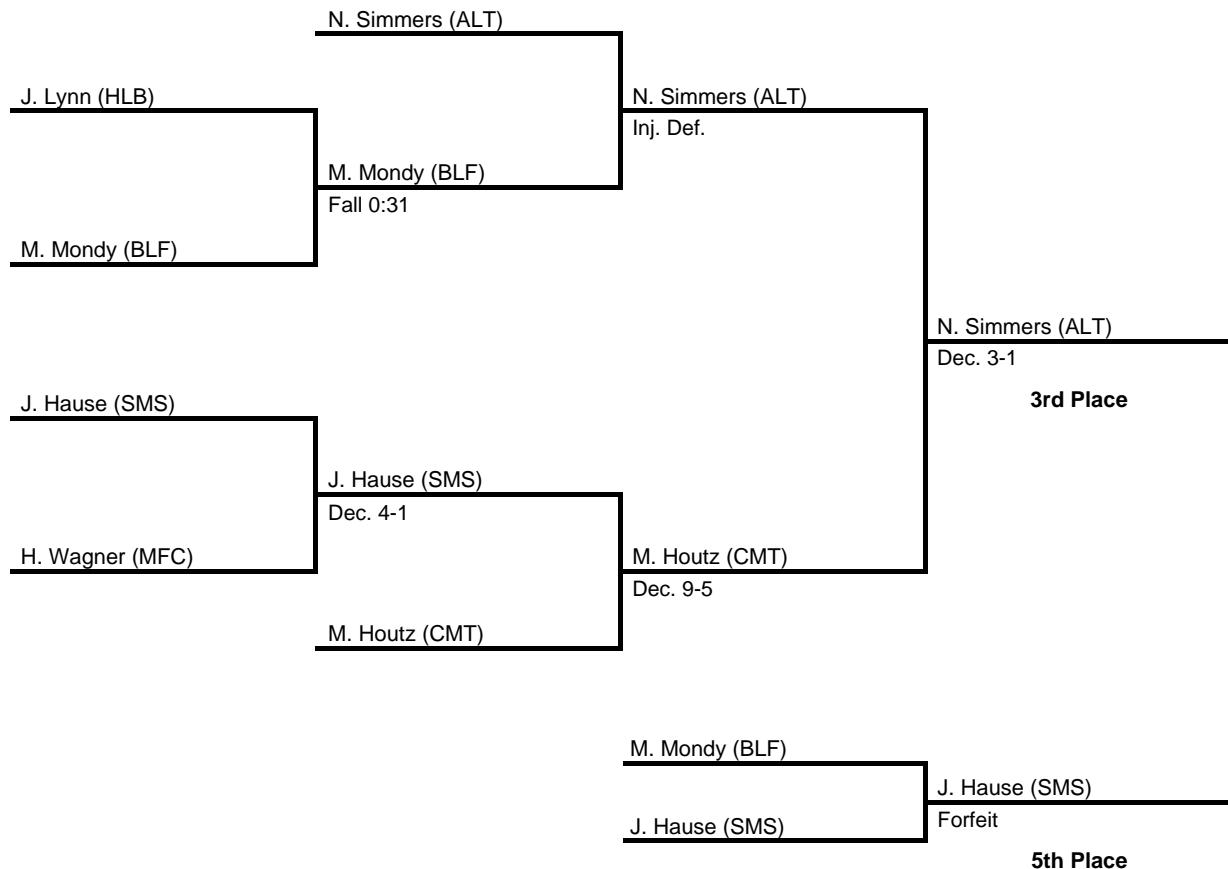 N. Simmers (ALT)
J. Lynn (HLB)
N. Simmers (ALT)
Inj. Def.
M. Mondy (BLF)
Fall 0:31
M. Mondy (BLF)
N. Simmers (ALT)
Dec. 3-1
3rd Place
J. Hause (SMS)
J. Hause (SMS)
Dec. 4-1
H. Wagner (MFC)
M. Houtz (CMT)
Dec. 9-5
M. Houtz (CMT)
M. Mondy (BLF)
J. Hause (SMS)
Forfeit
J. Hause (SMS)
5th Place